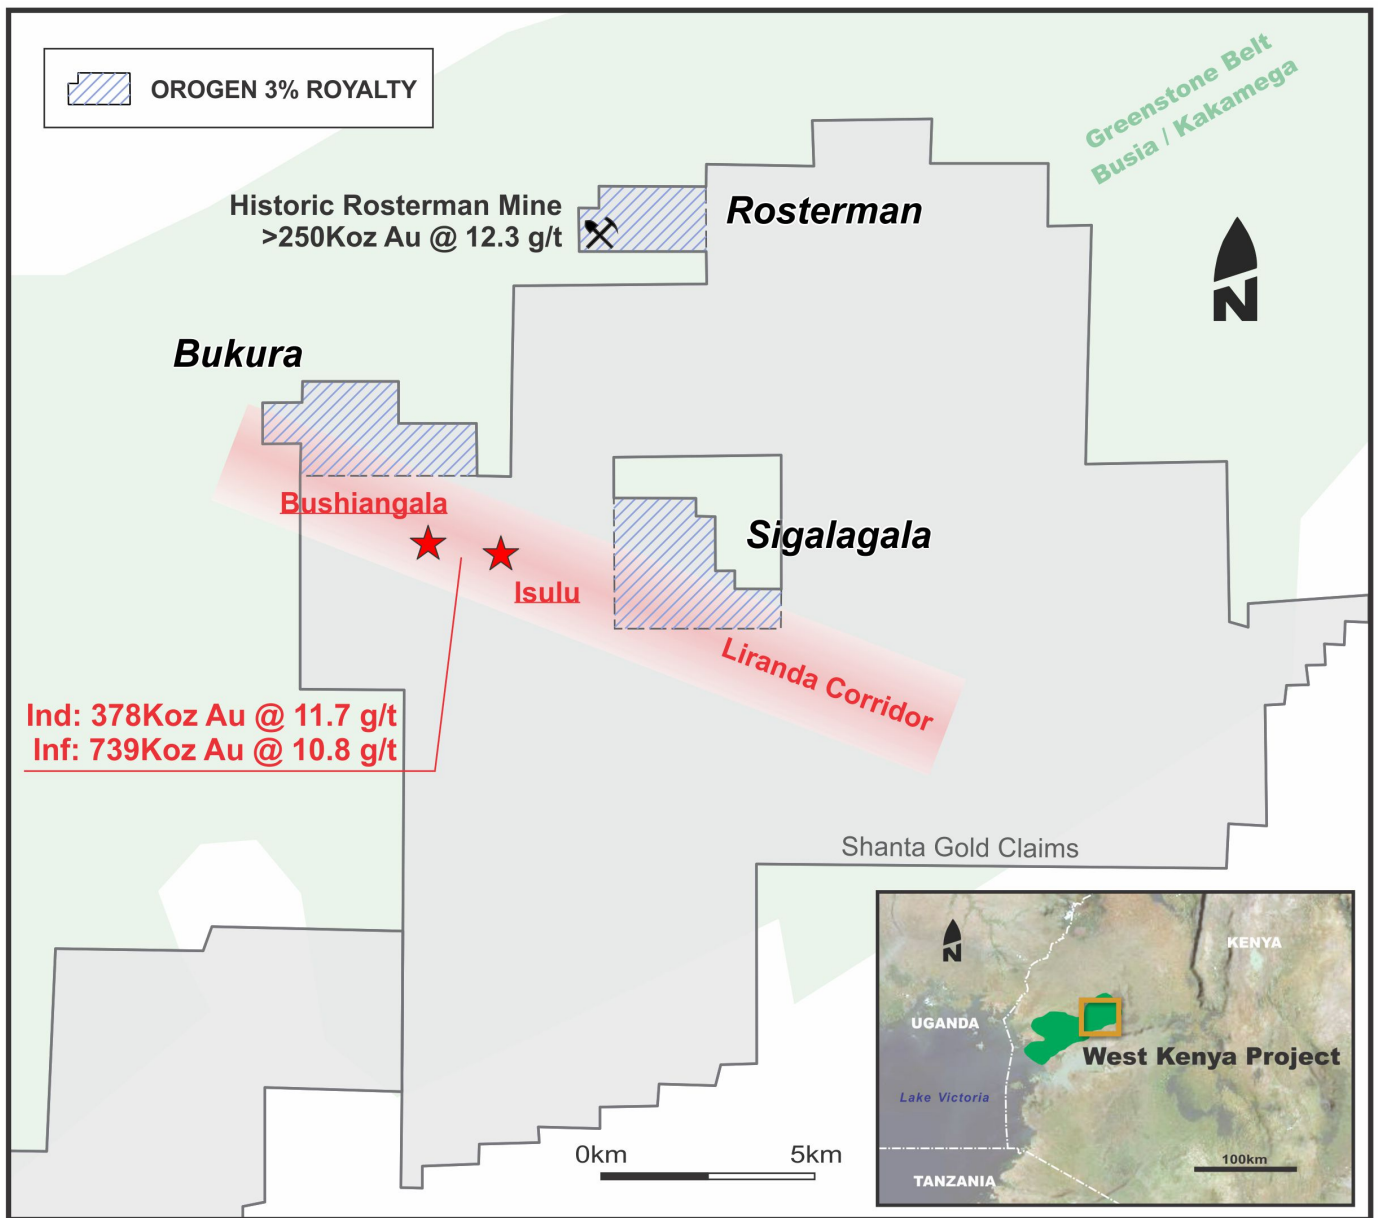 OROGEN 3% ROYALTY
Greenstone Belt
Busia / Kakamega
Historic Rosterman Mine
>250Koz Au @ 12.3 g/t
Rosterman
N
Bukura
Bushiangala
Isulu
Sigalagala
Liranda Corridor
Ind: 378Koz Au @ 11.7 g/t
Inf: 739Koz Au @ 10.8 g/t
Shanta Gold Claims
0km
5km
N
KENYA
UGANDA
West Kenya Project
Lake Victoria
100km
TANZANIA